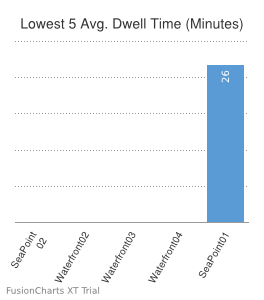 Lowest 5 Avg. Dwell Time (Minutes)
26
SeaPoint
02
Waterfront02
Waterfront03
Waterfront04
SeaPoint01
FusionCharts XT Trial